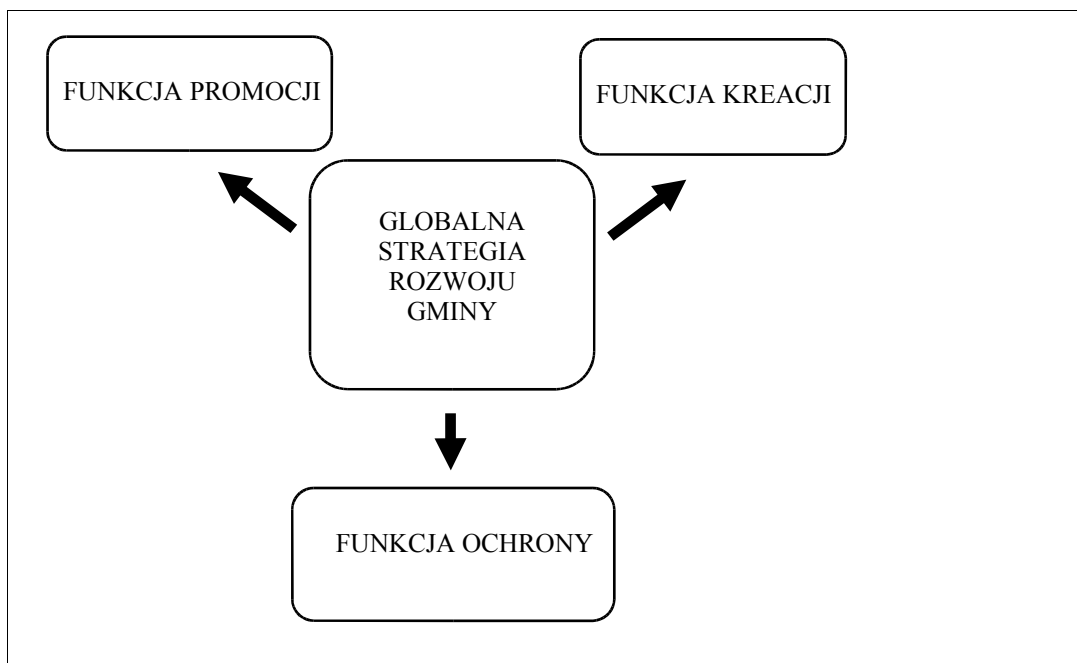 FUNKCJA PROMOCJI
FUNKCJA KREACJI
GLOBALNA
STRATEGIA
ROZWOJU
GMINY
FUNKCJA OCHRONY